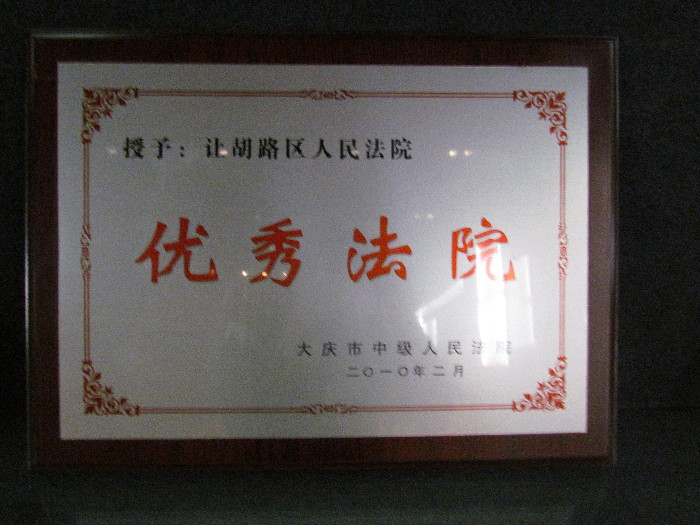 授予：让胡路区人民法院
优秀法院
大庆市中级人民法院
二〇一〇年二月